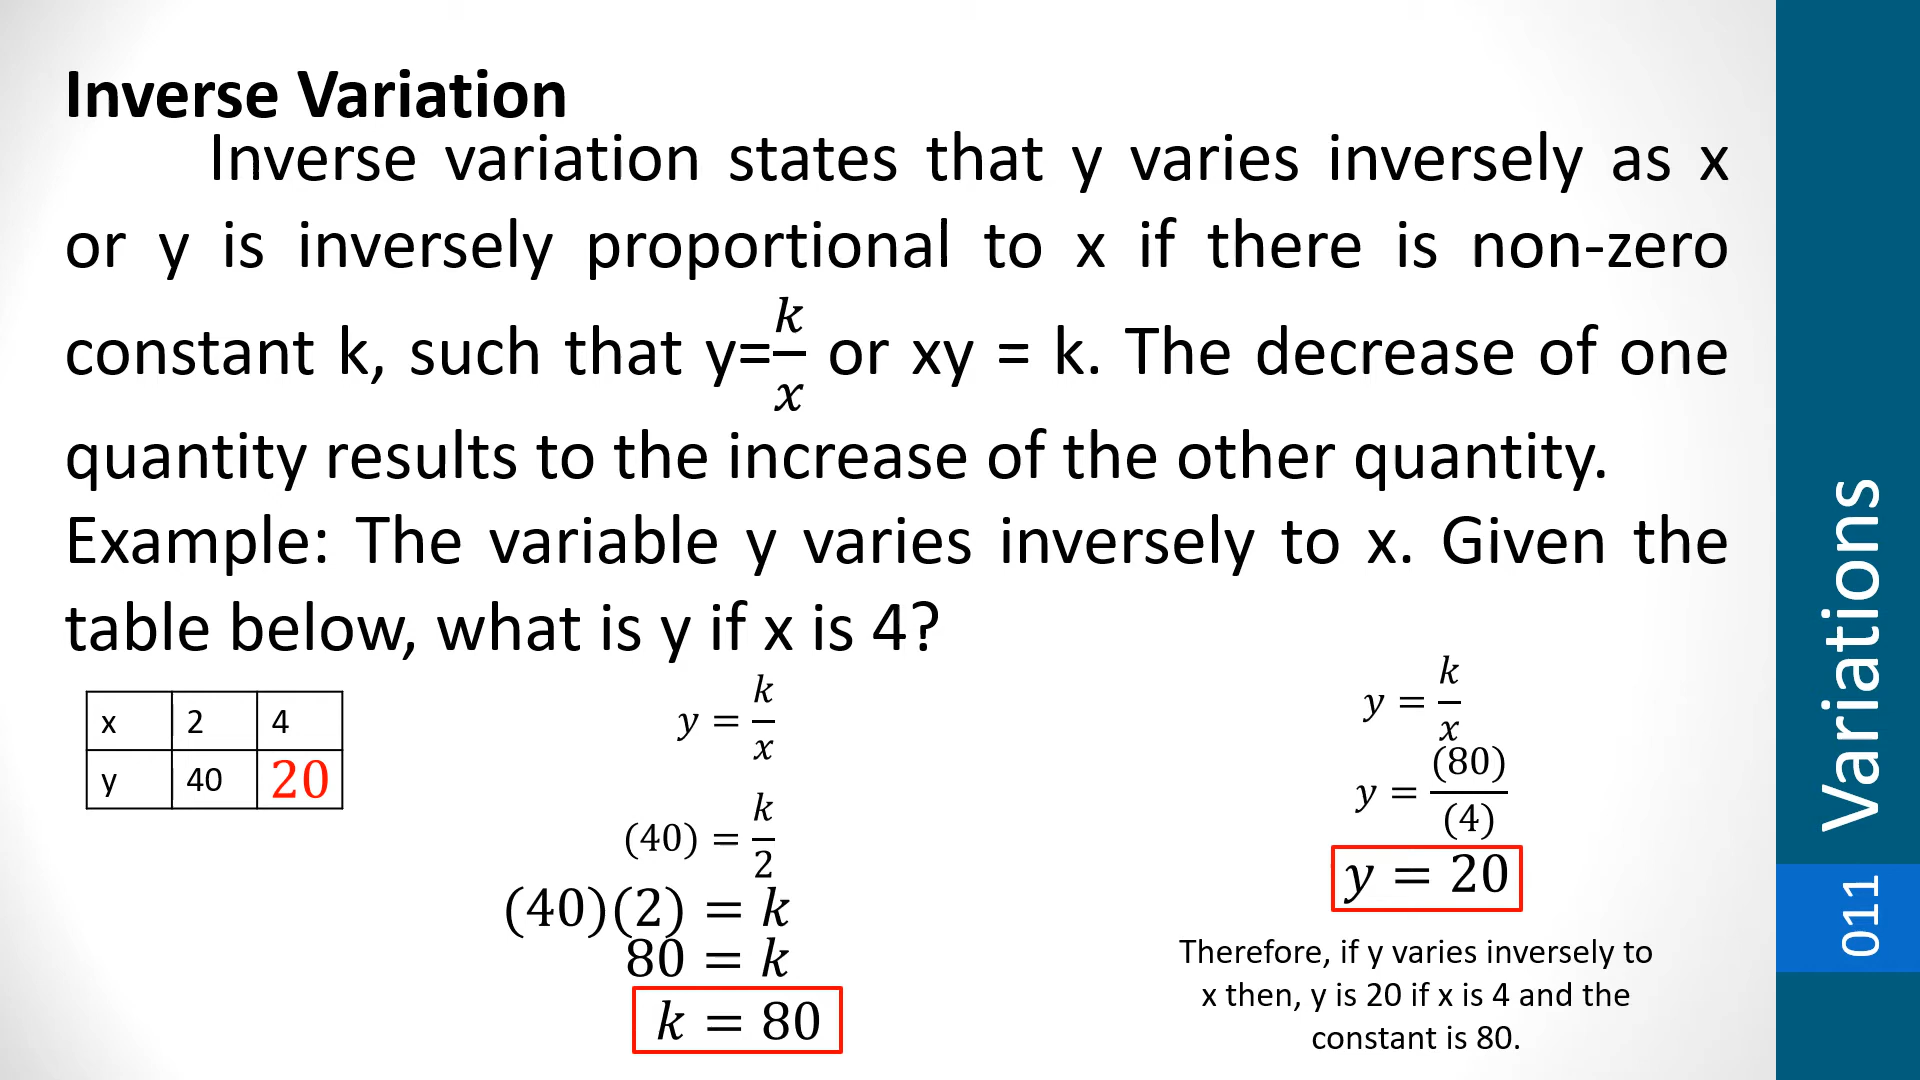 Inverse Variation
Inverse variation states that y varies inversely as x
or y is inversely proportional to x if there is non-zero
constant k, such that y=k/x or xy = k. The decrease of one
quantity results to the increase of the other quantity.
Example: The variable y varies inversely to x. Given the
table below, what is y if x is 4?
x 2 4
y 40 20
y = k/x
(40) = k/2
(40)(2) = k
80 = k
k = 80
y = k/x
y = (80)/(4)
y = 20
Therefore, if y varies inversely to
x then, y is 20 if x is 4 and the
constant is 80.
Variations
011